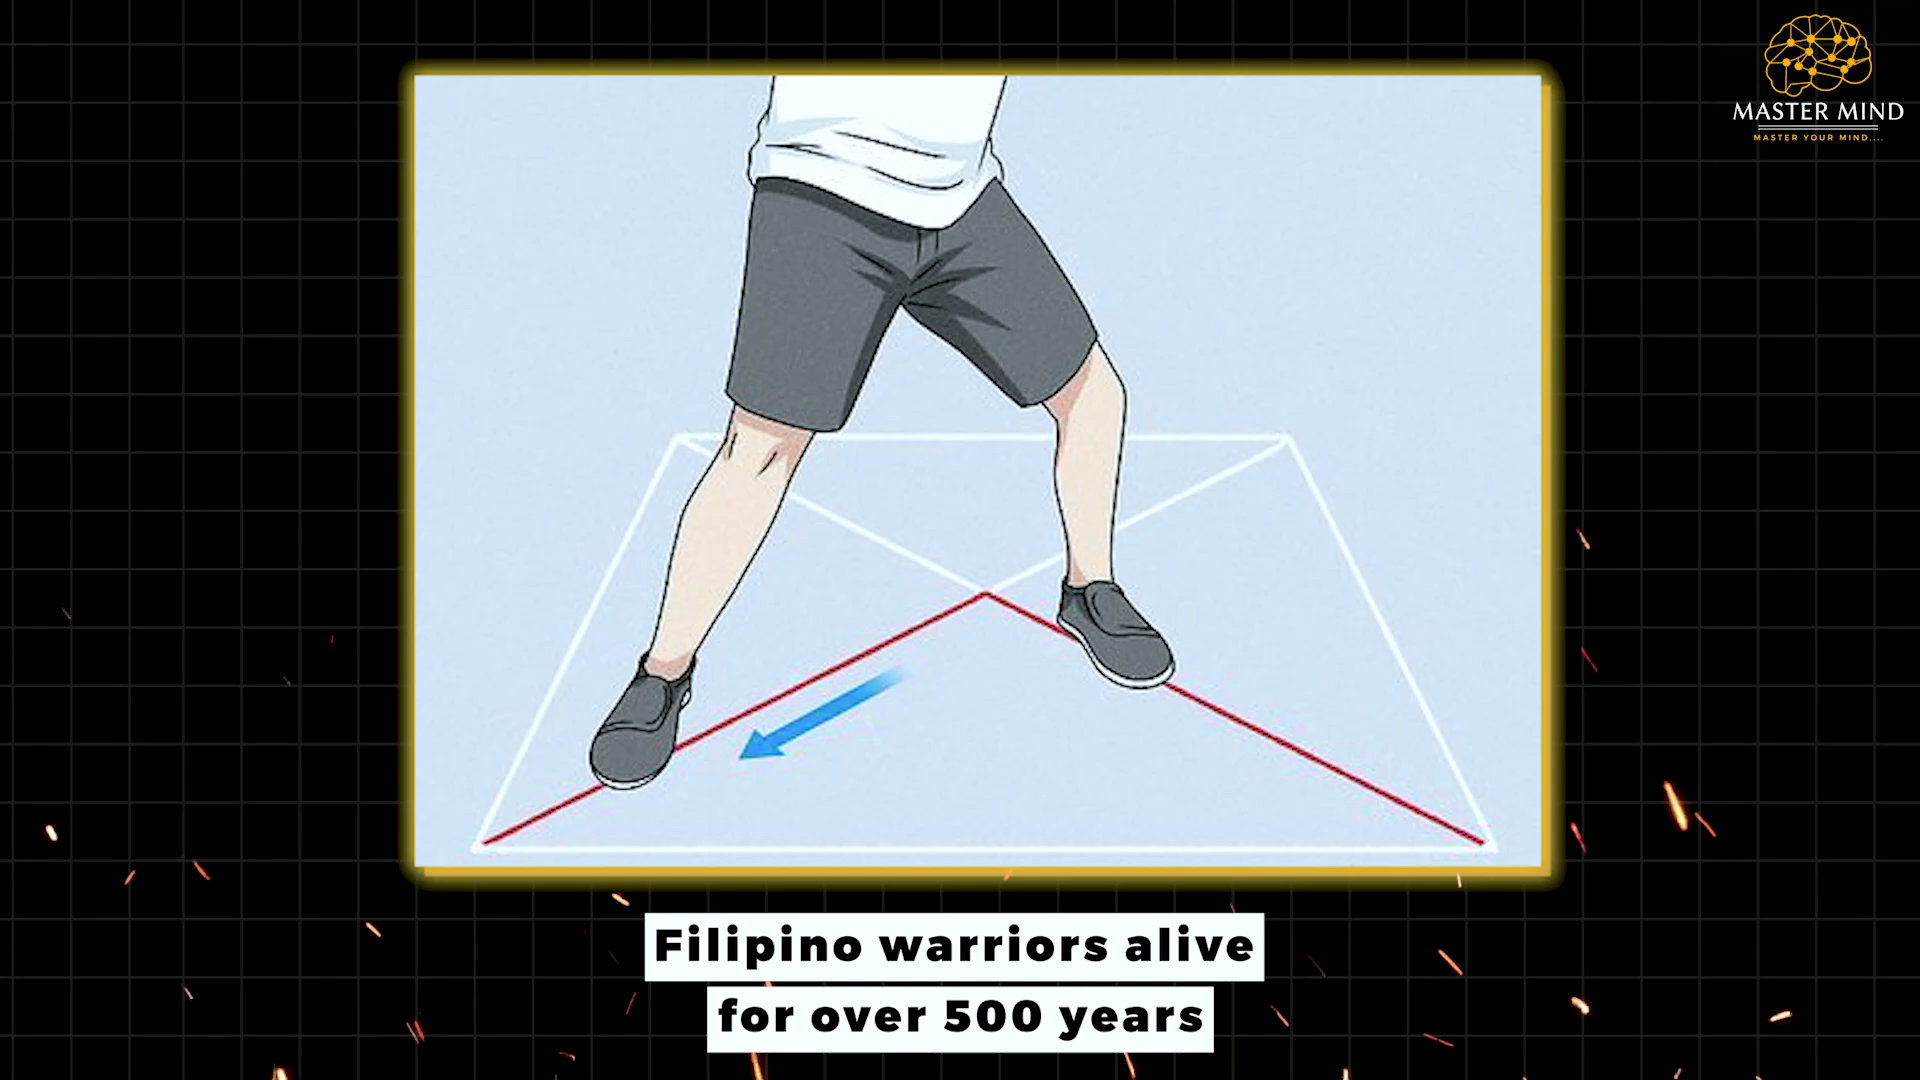 MASTER MIND
MASTER YOUR MIND....
Filipino warriors alive
for over 500 years